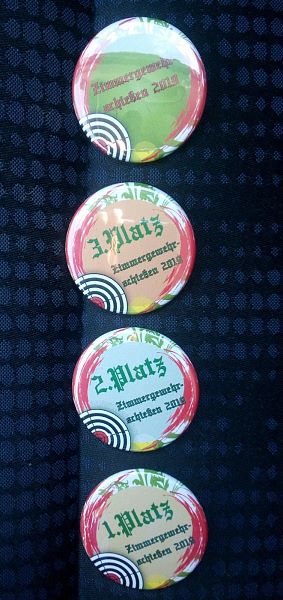 Zimmergewehr-
schießen 2019
3.Platz
Zimmergewehr-
schießen 2019
2.Platz
Zimmergewehr-
schießen 2019
1.Platz
Zimmergewehr-
schießen 2019